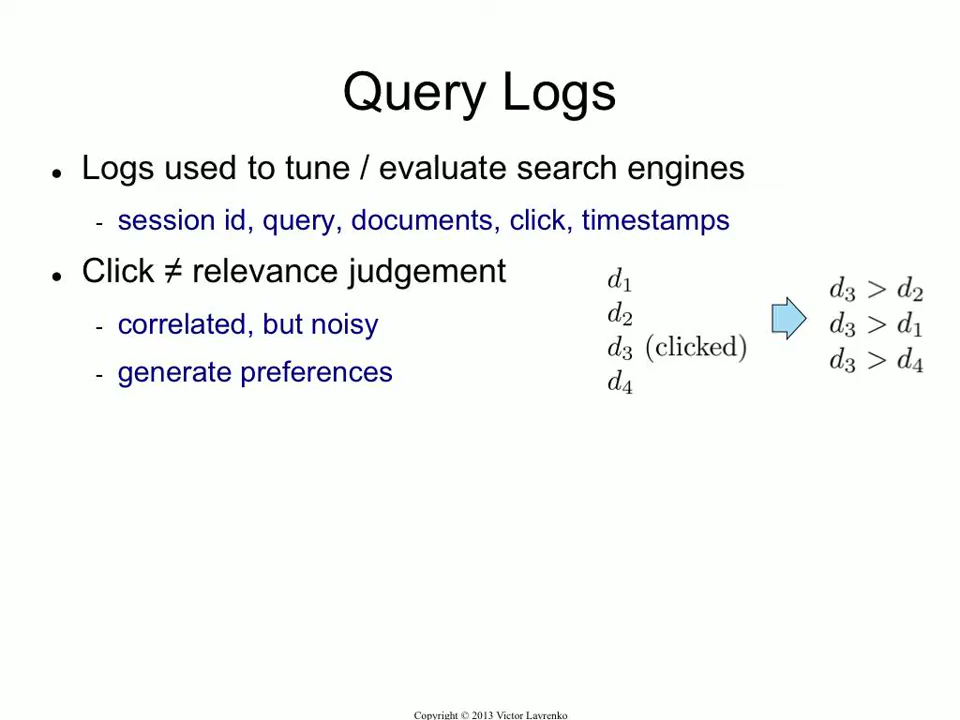 Query Logs
● Logs used to tune / evaluate search engines
- session id, query, documents, click, timestamps
● Click ≠ relevance judgement
- correlated, but noisy
- generate preferences
d₁
d₂
d₃ (clicked)
d₄
d₃ > d₂
d₃ > d₁
d₃ > d₄
Copyright © 2013 Victor Lavrenko